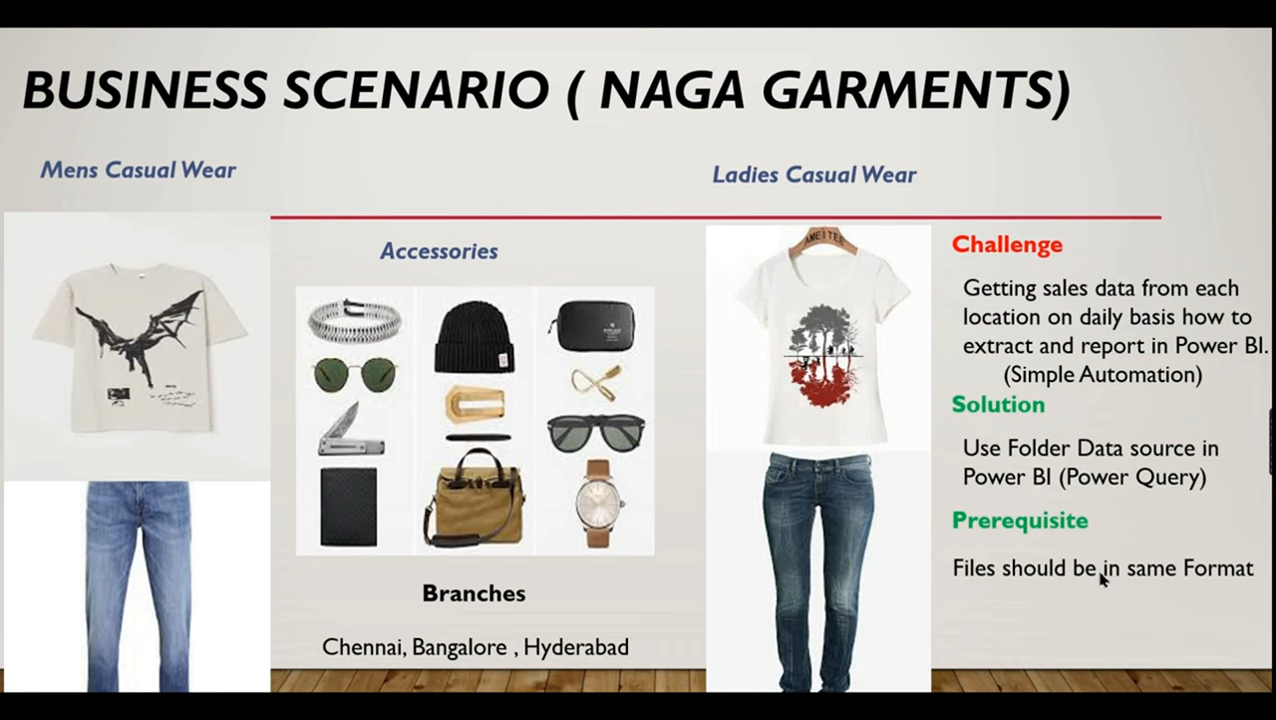 BUSINESS SCENARIO ( NAGA GARMENTS)
Mens Casual Wear
Ladies Casual Wear
Accessories
AMEITEE
Challenge
Getting sales data from each
location on daily basis how to
extract and report in Power BI.
(Simple Automation)
Solution
Use Folder Data source in
Power BI (Power Query)
Prerequisite
Files should be in same Format
Branches
Chennai, Bangalore , Hyderabad